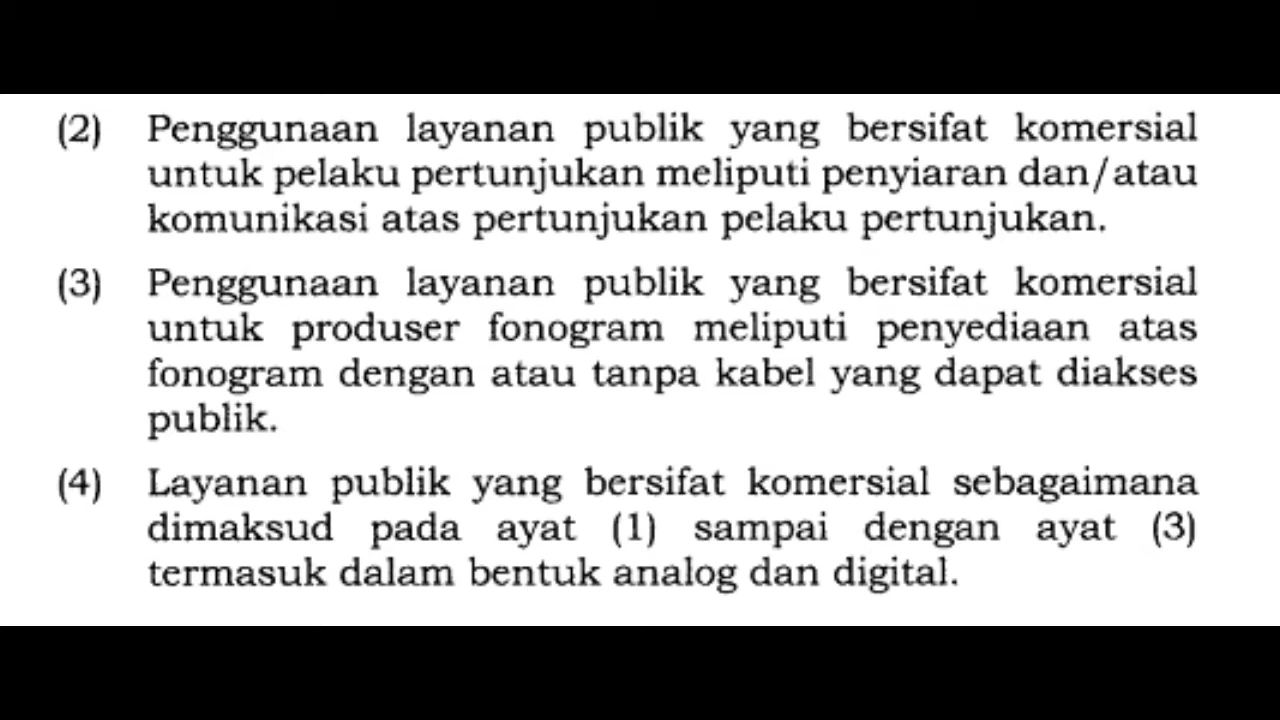 (2) Penggunaan layanan publik yang bersifat komersial
untuk pelaku pertunjukan meliputi penyiaran dan/atau
komunikasi atas pertunjukan pelaku pertunjukan.
(3) Penggunaan layanan publik yang bersifat komersial
untuk produser fonogram meliputi penyediaan atas
fonogram dengan atau tanpa kabel yang dapat diakses
publik.
(4) Layanan publik yang bersifat komersial sebagaimana
dimaksud pada ayat (1) sampai dengan ayat (3)
termasuk dalam bentuk analog dan digital.